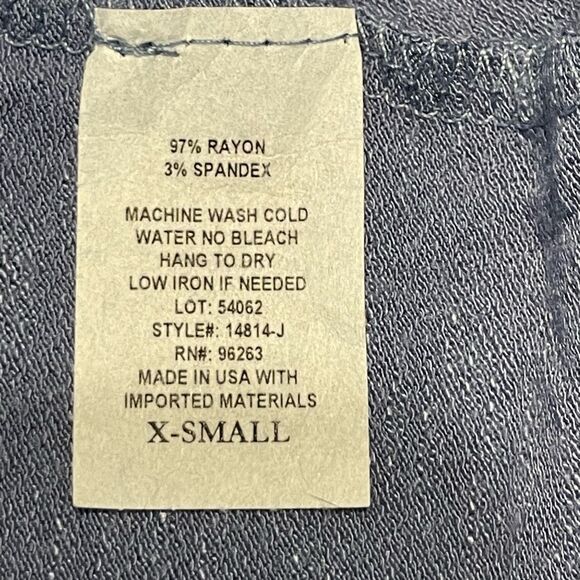 97% RAYON
3% SPANDEX
MACHINE WASH COLD
WATER NO BLEACH
HANG TO DRY
LOW IRON IF NEEDED
LOT: 54062
STYLE#: 14814-J
RN#: 96263
MADE IN USA WITH
IMPORTED MATERIALS
X-SMALL